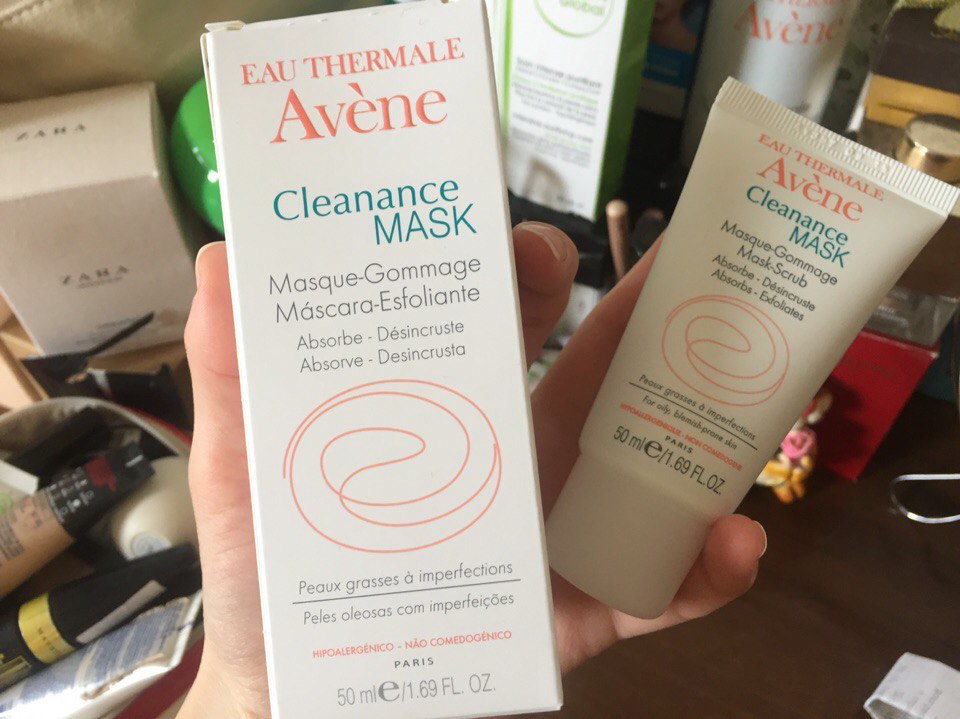 EAU THERMALE
Avène
Cleanance
MASK
Masque-Gommage
Máscara-Esfoliante
Absorbe - Désincruste
Absorve - Desincrusta
Peaux grasses à imperfections
Peles oleosas com imperfeições
HIPOALERGÉNICO - NÃO COMEDOGÉNICO
PARIS
50 ml e/1.69 FL. OZ.
EAU THERMALE
Avène
Cleanance
MASK
Masque-Gommage
Mask-Scrub
Absorbe - Désincruste
Absorbs - Exfoliates
Peaux grasses à imperfections
For oily, blemish-prone skin
PARIS
50 ml e/1.69 FL.OZ.
ZARA
ZARA
Global
Avène